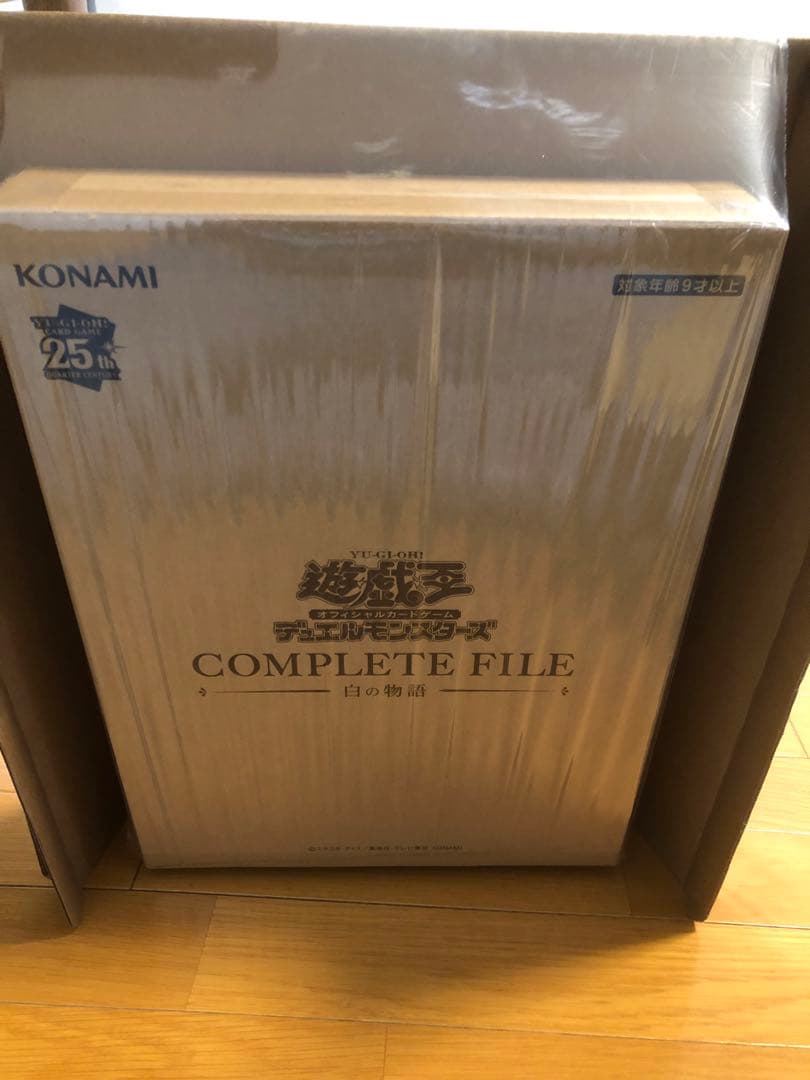 KONAMI
対象年齢9才以上
YU-GI-OH!
CARD GAME
25th
QUARTER CENTURY
YU-GI-OH!
遊☆戯☆王
オフィシャルカードゲーム
デュエルモンスターズ
COMPLETE FILE
白の物語